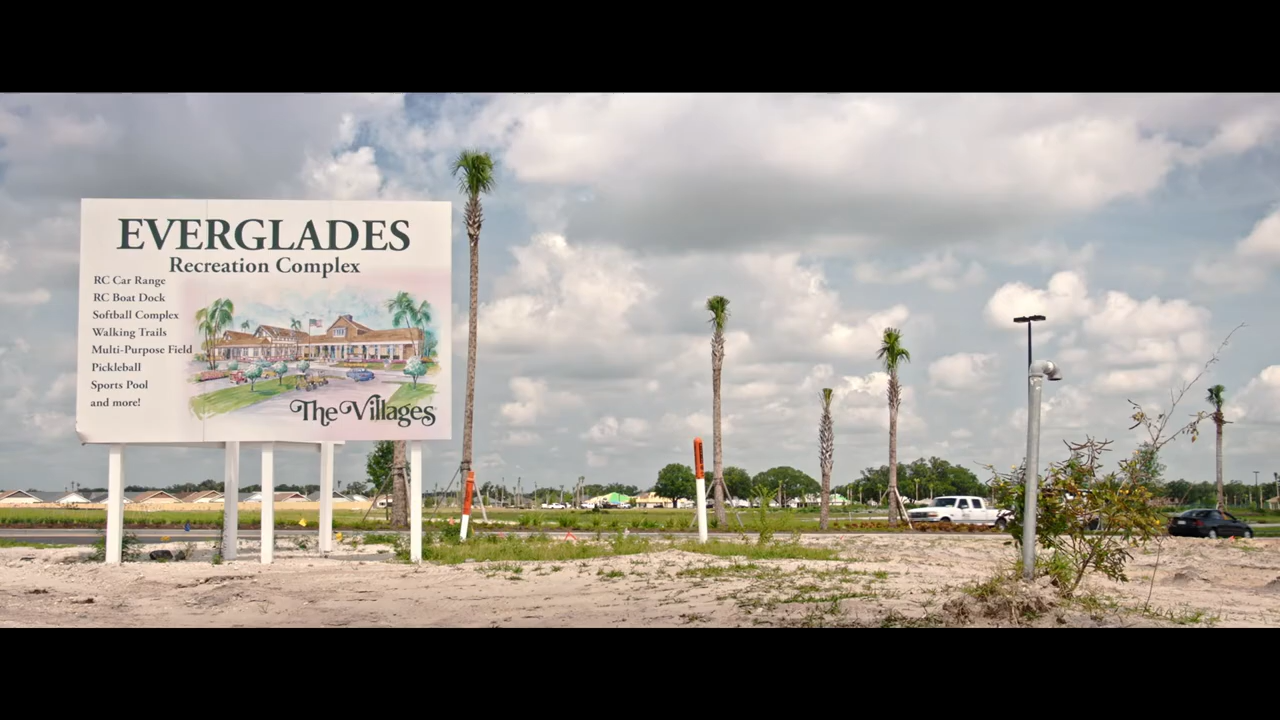 EVERGLADES
Recreation Complex
RC Car Range
RC Boat Dock
Softball Complex
Walking Trails
Multi-Purpose Field
Pickleball
Sports Pool
and more!
The Villages